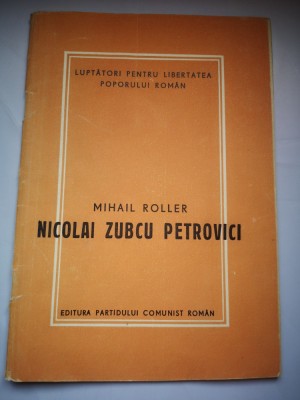 LUPTĂTORI PENTRU LIBERTATEA
POPORULUI ROMÂN
MIHAIL ROLLER
NICOLAI ZUBCU PETROVICI
EDITURA PARTIDULUI COMUNIST ROMÂN